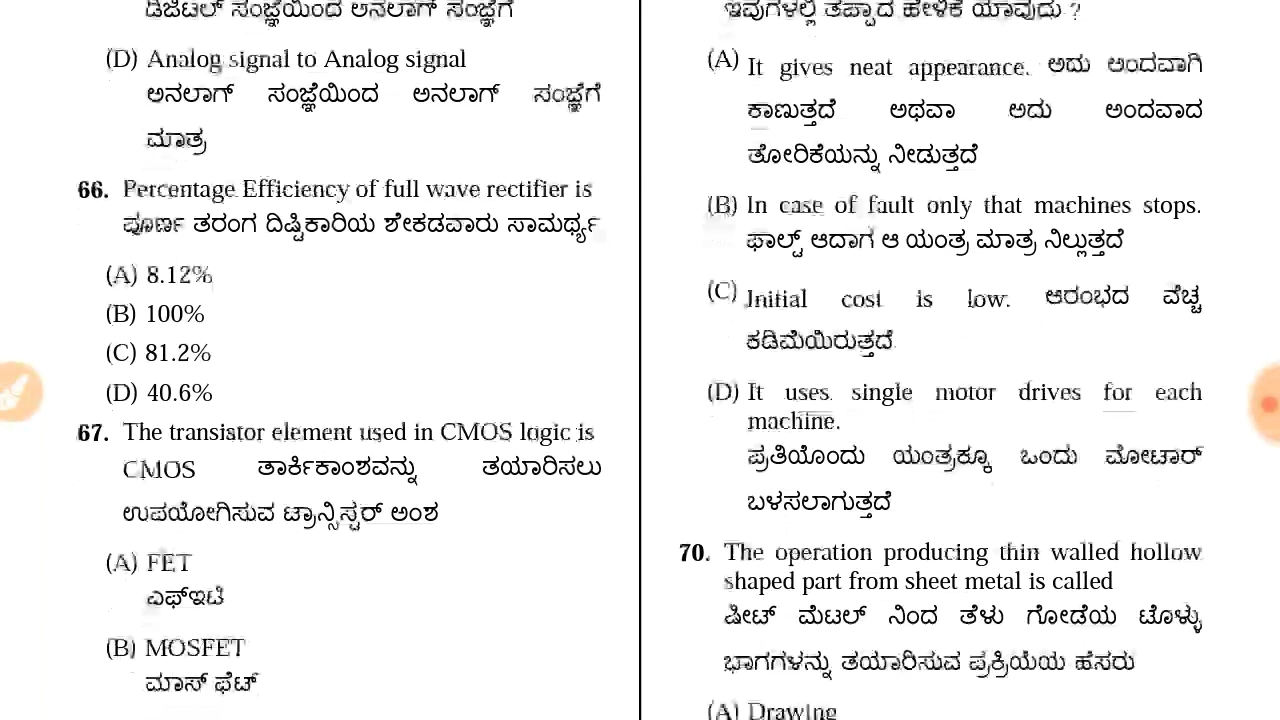 ಡಿಜಿಟಲ್ ಸಂಜ್ಞೆಯಿಂದ ಅನಲಾಗ್ ಸಂಜ್ಞೆಗೆ
(D) Analog signal to Analog signal
ಅನಲಾಗ್ ಸಂಜ್ಞೆಯಿಂದ ಅನಲಾಗ್ ಸಂಜ್ಞೆಗೆ
ಮಾತ್ರ
66. Percentage Efficiency of full wave rectifier is
ಪೂರ್ಣ ತರಂಗ ದಿಷ್ಟಿಕಾರಿಯ ಶೇಕಡವಾರು ಸಾಮರ್ಥ್ಯ
(A) 8.12%
(B) 100%
(C) 81.2%
(D) 40.6%
67. The transistor element used in CMOS logic is
CMOS ತಾರ್ಕಿಕಾಂಶವನ್ನು ತಯಾರಿಸಲು
ಉಪಯೋಗಿಸುವ ಟ್ರಾನ್ಸಿಸ್ಟರ್ ಅಂಶ
(A) FET
ಎಫ್ಇಟಿ
(B) MOSFET
ಮಾಸ್ ಫೆಟ್
ಇವುಗಳಲ್ಲಿ ತಪ್ಪಾದ ಹೇಳಿಕೆ ಯಾವುದು ?
(A) It gives neat appearance. ಅದು ಅಂದವಾಗಿ
ಕಾಣುತ್ತದೆ ಅಥವಾ ಅದು ಅಂದವಾದ
ತೋರಿಕೆಯನ್ನು ನೀಡುತ್ತದೆ
(B) In case of fault only that machines stops.
ಫಾಲ್ಟ್ ಆದಾಗ ಆ ಯಂತ್ರ ಮಾತ್ರ ನಿಲ್ಲುತ್ತದೆ
(C) Initial cost is low. ಆರಂಭದ ವೆಚ್ಚ
ಕಡಿಮೆಯಿರುತ್ತದೆ
(D) It uses single motor drives for each
machine.
ಪ್ರತಿಯೊಂದು ಯಂತ್ರಕ್ಕೂ ಒಂದು ಮೋಟಾರ್
ಬಳಸಲಾಗುತ್ತದೆ
70. The operation producing thin walled hollow
shaped part from sheet metal is called
ಷೀಟ್ ಮೆಟಲ್ ನಿಂದ ತೆಳು ಗೋಡೆಯ ಟೊಳ್ಳು
ಭಾಗಗಳನ್ನು ತಯಾರಿಸುವ ಪ್ರಕ್ರಿಯೆಯ ಹೆಸರು
(A) Drawing